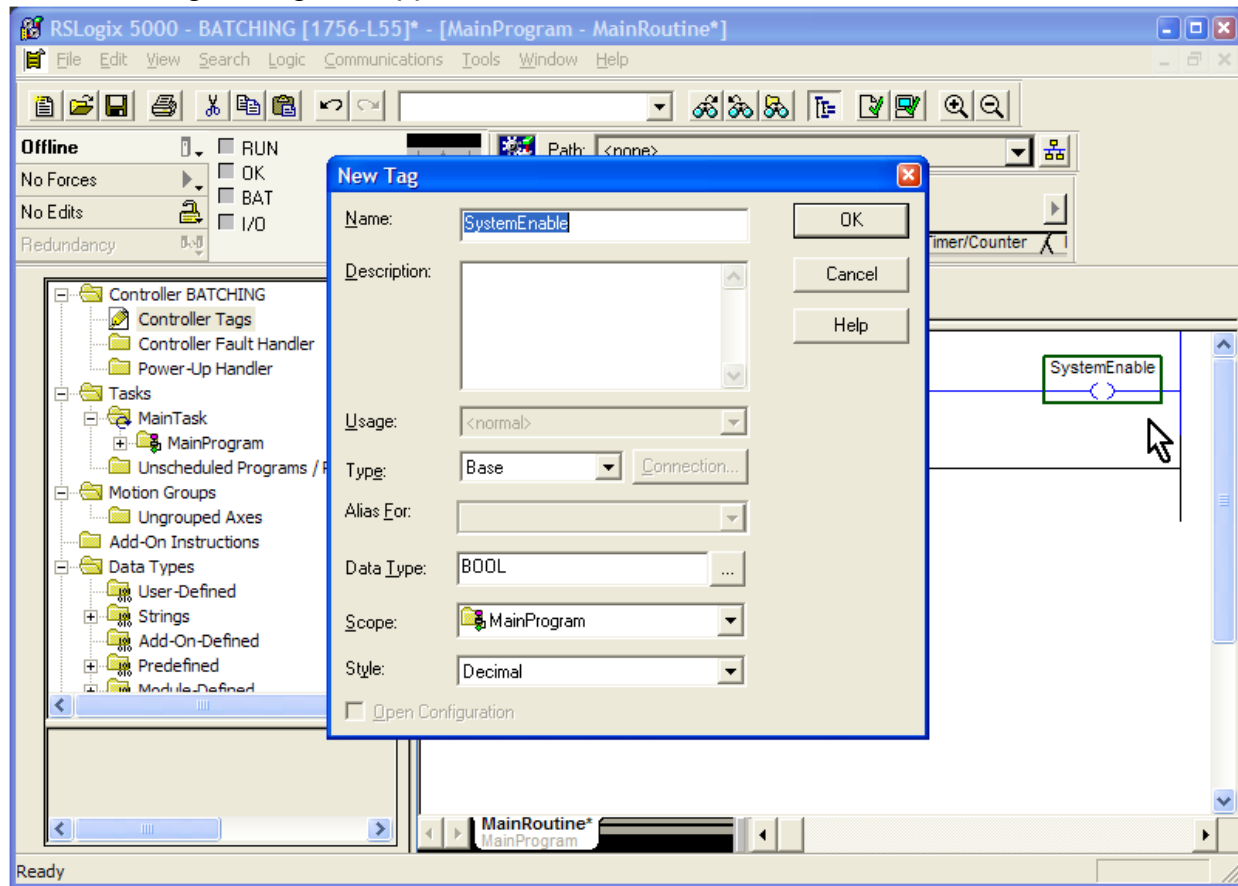 RSLogix 5000 - BATCHING [1756-L55]* - [MainProgram - MainRoutine*]
File Edit View Search Logic Communications Tools Window Help
Offline
RUN
Path: <none>
No Forces
OK
No Edits
BAT
Redundancy
I/O
Timer/Counter
New Tag
Name:
SystemEnable
OK
Description:
Cancel
Help
Usage:
<normal>
Type:
Base
Connection...
Alias For:
Data Type:
BOOL
...
Scope:
MainProgram
Style:
Decimal
Open Configuration
Controller BATCHING
Controller Tags
Controller Fault Handler
Power-Up Handler
Tasks
MainTask
MainProgram
Unscheduled Programs /
Motion Groups
Ungrouped Axes
Add-On Instructions
Data Types
User-Defined
Strings
Add-On-Defined
Predefined
Module-Defined
SystemEnable
MainRoutine*
MainProgram
Ready